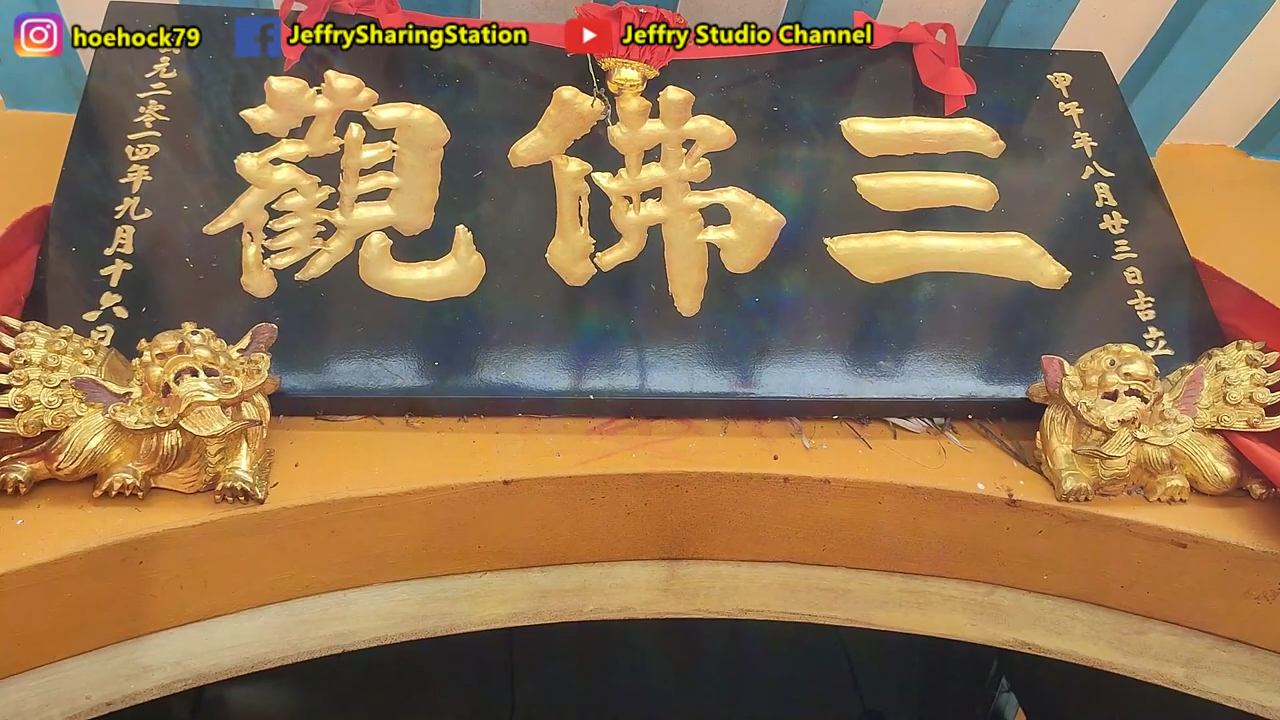 hoehock79
JeffrySharingStation
Jeffry Studio Channel
甲午年八月廿三日吉立
三佛觀
元二零一四年九月十六日